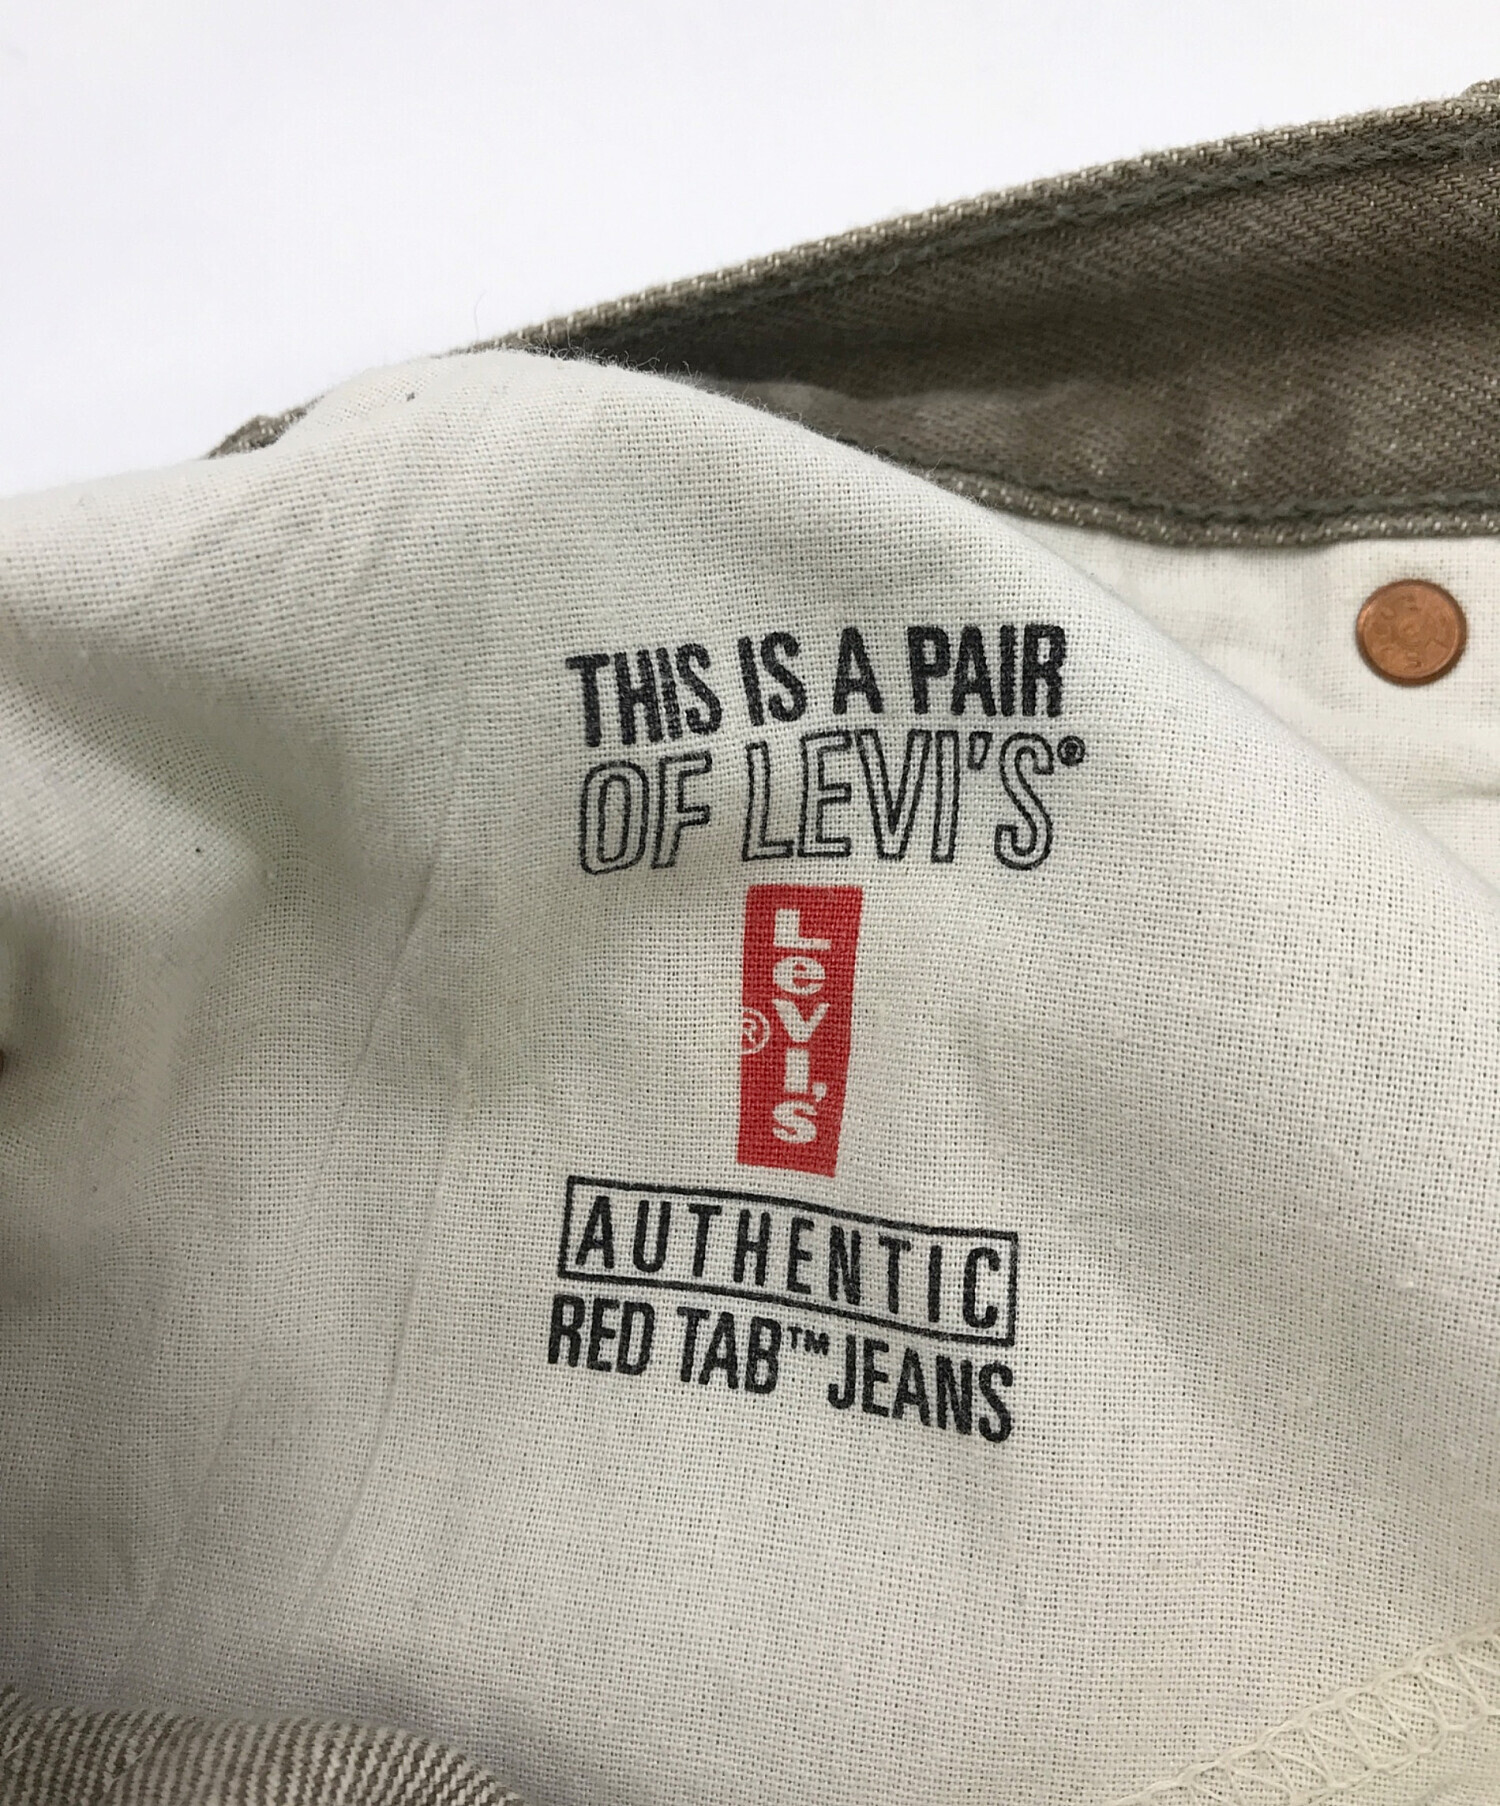 THIS IS A PAIR
OF LEVI'S®
LeVI'S
®
AUTHENTIC
RED TAB™ JEANS